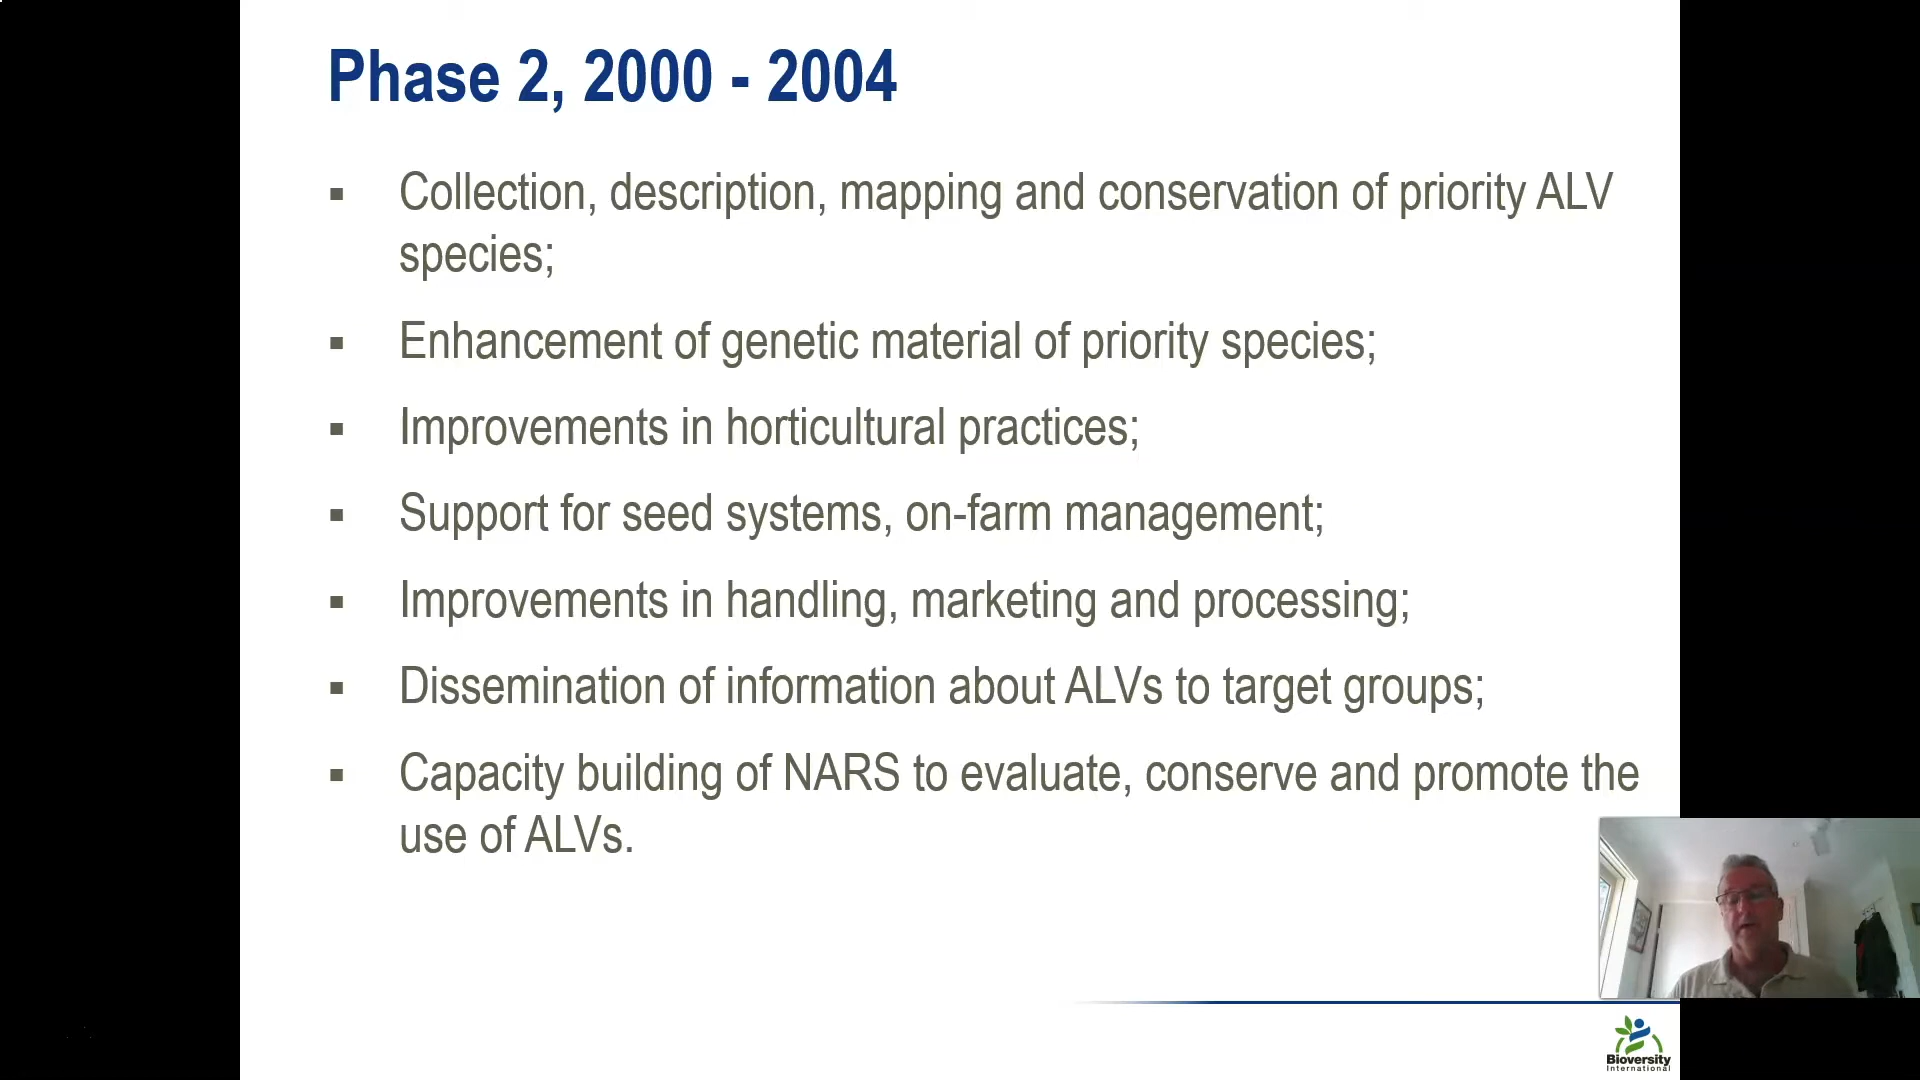 Phase 2, 2000 - 2004
▪ Collection, description, mapping and conservation of priority ALV
species;
▪ Enhancement of genetic material of priority species;
▪ Improvements in horticultural practices;
▪ Support for seed systems, on-farm management;
▪ Improvements in handling, marketing and processing;
▪ Dissemination of information about ALVs to target groups;
▪ Capacity building of NARS to evaluate, conserve and promote the
use of ALVs.
Bioversity
International